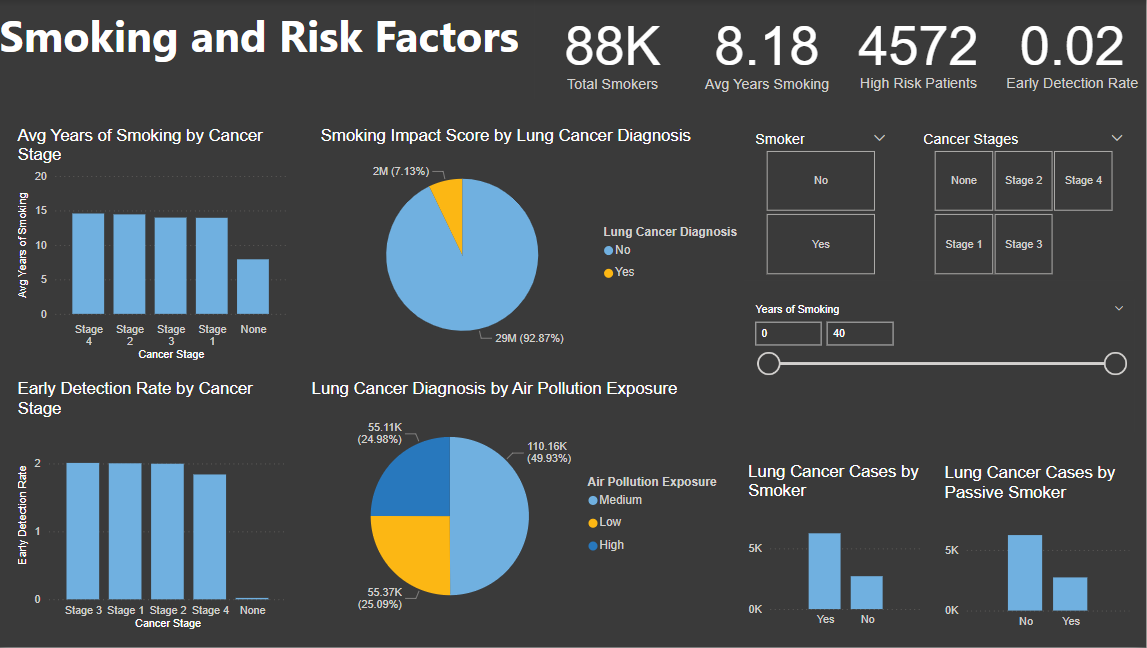 Smoking and Risk Factors
88K
Total Smokers
8.18
Avg Years Smoking
4572
High Risk Patients
0.02
Early Detection Rate
Avg Years of Smoking by Cancer
Stage
Avg Years of Smoking
20
15
10
5
0
Stage
4
Stage
2
Stage
3
Stage
1
None
Cancer Stage
Smoking Impact Score by Lung Cancer Diagnosis
2M (7.13%)
29M (92.87%)
Lung Cancer Diagnosis
No
Yes
Smoker
No
Yes
Cancer Stages
None
Stage 2
Stage 4
Stage 1
Stage 3
Years of Smoking
0
40
Early Detection Rate by Cancer
Stage
Early Detection Rate
2
1
0
Stage 3
Stage 1
Stage 2
Stage 4
None
Cancer Stage
Lung Cancer Diagnosis by Air Pollution Exposure
55.11K
(24.98%)
110.16K
(49.93%)
55.37K
(25.09%)
Air Pollution Exposure
Medium
Low
High
Lung Cancer Cases by
Smoker
5K
0K
Yes
No
Lung Cancer Cases by
Passive Smoker
5K
0K
No
Yes